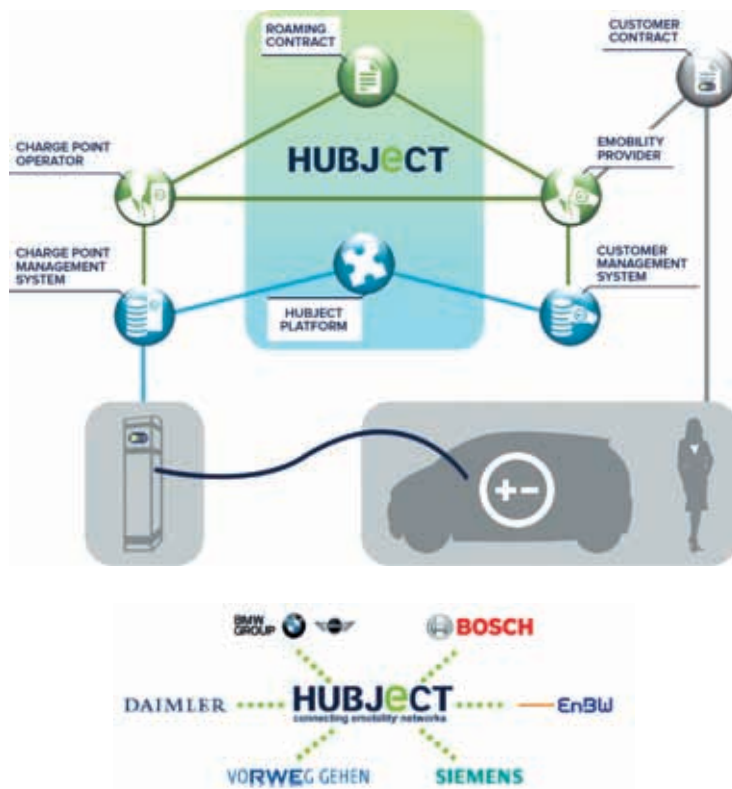 ROAMING
CONTRACT
CUSTOMER
CONTRACT
CHARGE POINT
OPERATOR
HUBJeCT
EMOBILITY
PROVIDER
CHARGE POINT
MANAGEMENT
SYSTEM
CUSTOMER
MANAGEMENT
SYSTEM
HUBJECT
PLATFORM
BMW
GROUP
BOSCH
DAIMLER
HUBJeCT
connecting emobility networks
EnBW
VORWEG GEHEN
SIEMENS